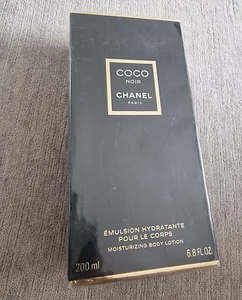 COCO
NOIR
CHANEL
PARIS
ÉMULSION HYDRATANTE
POUR LE CORPS
MOISTURIZING BODY LOTION
200 ml 6.8 FL.OZ.